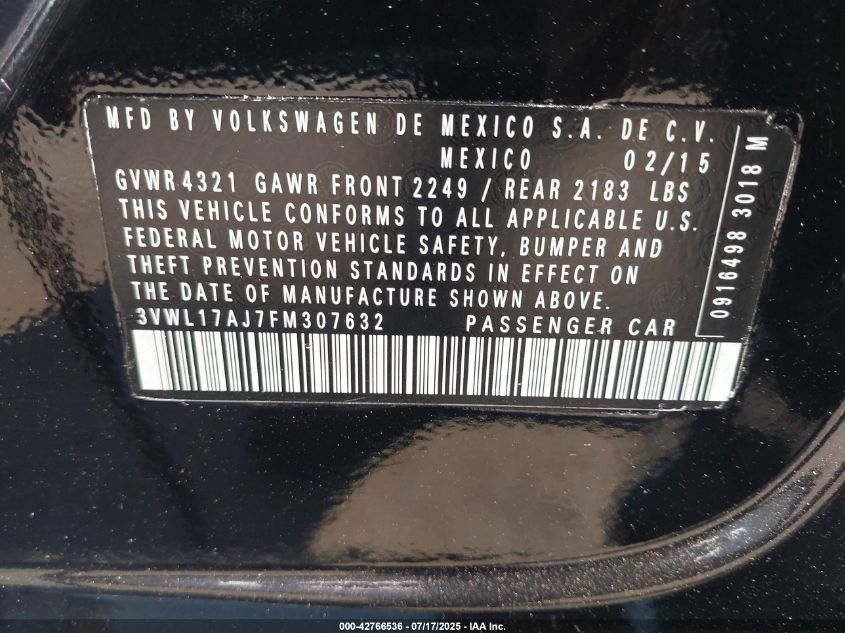 MFD BY VOLKSWAGEN DE MEXICO S.A. DE C.V.
MEXICO 02/15
GVWR 4321 GAWR FRONT 2249 / REAR 2183 LBS
THIS VEHICLE CONFORMS TO ALL APPLICABLE U.S.
FEDERAL MOTOR VEHICLE SAFETY, BUMPER AND
THEFT PREVENTION STANDARDS IN EFFECT ON
THE DATE OF MANUFACTURE SHOWN ABOVE.
3VWL17AJ7FM307632 PASSENGER CAR
0916498 3018 M
000-42766536 - 07/17/2025 - IAA Inc.